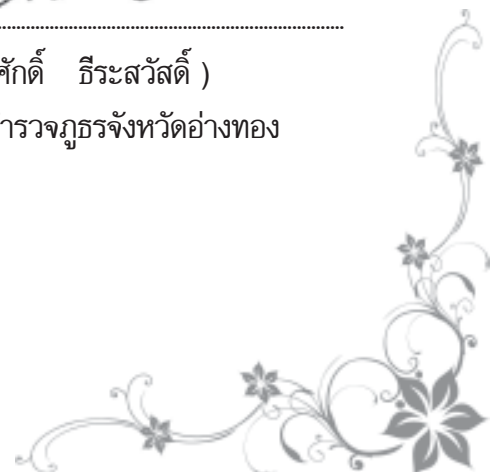 ศักดิ์ ธีระสวัสดิ์ )
ตำรวจภูธรจังหวัดอ่างทอง